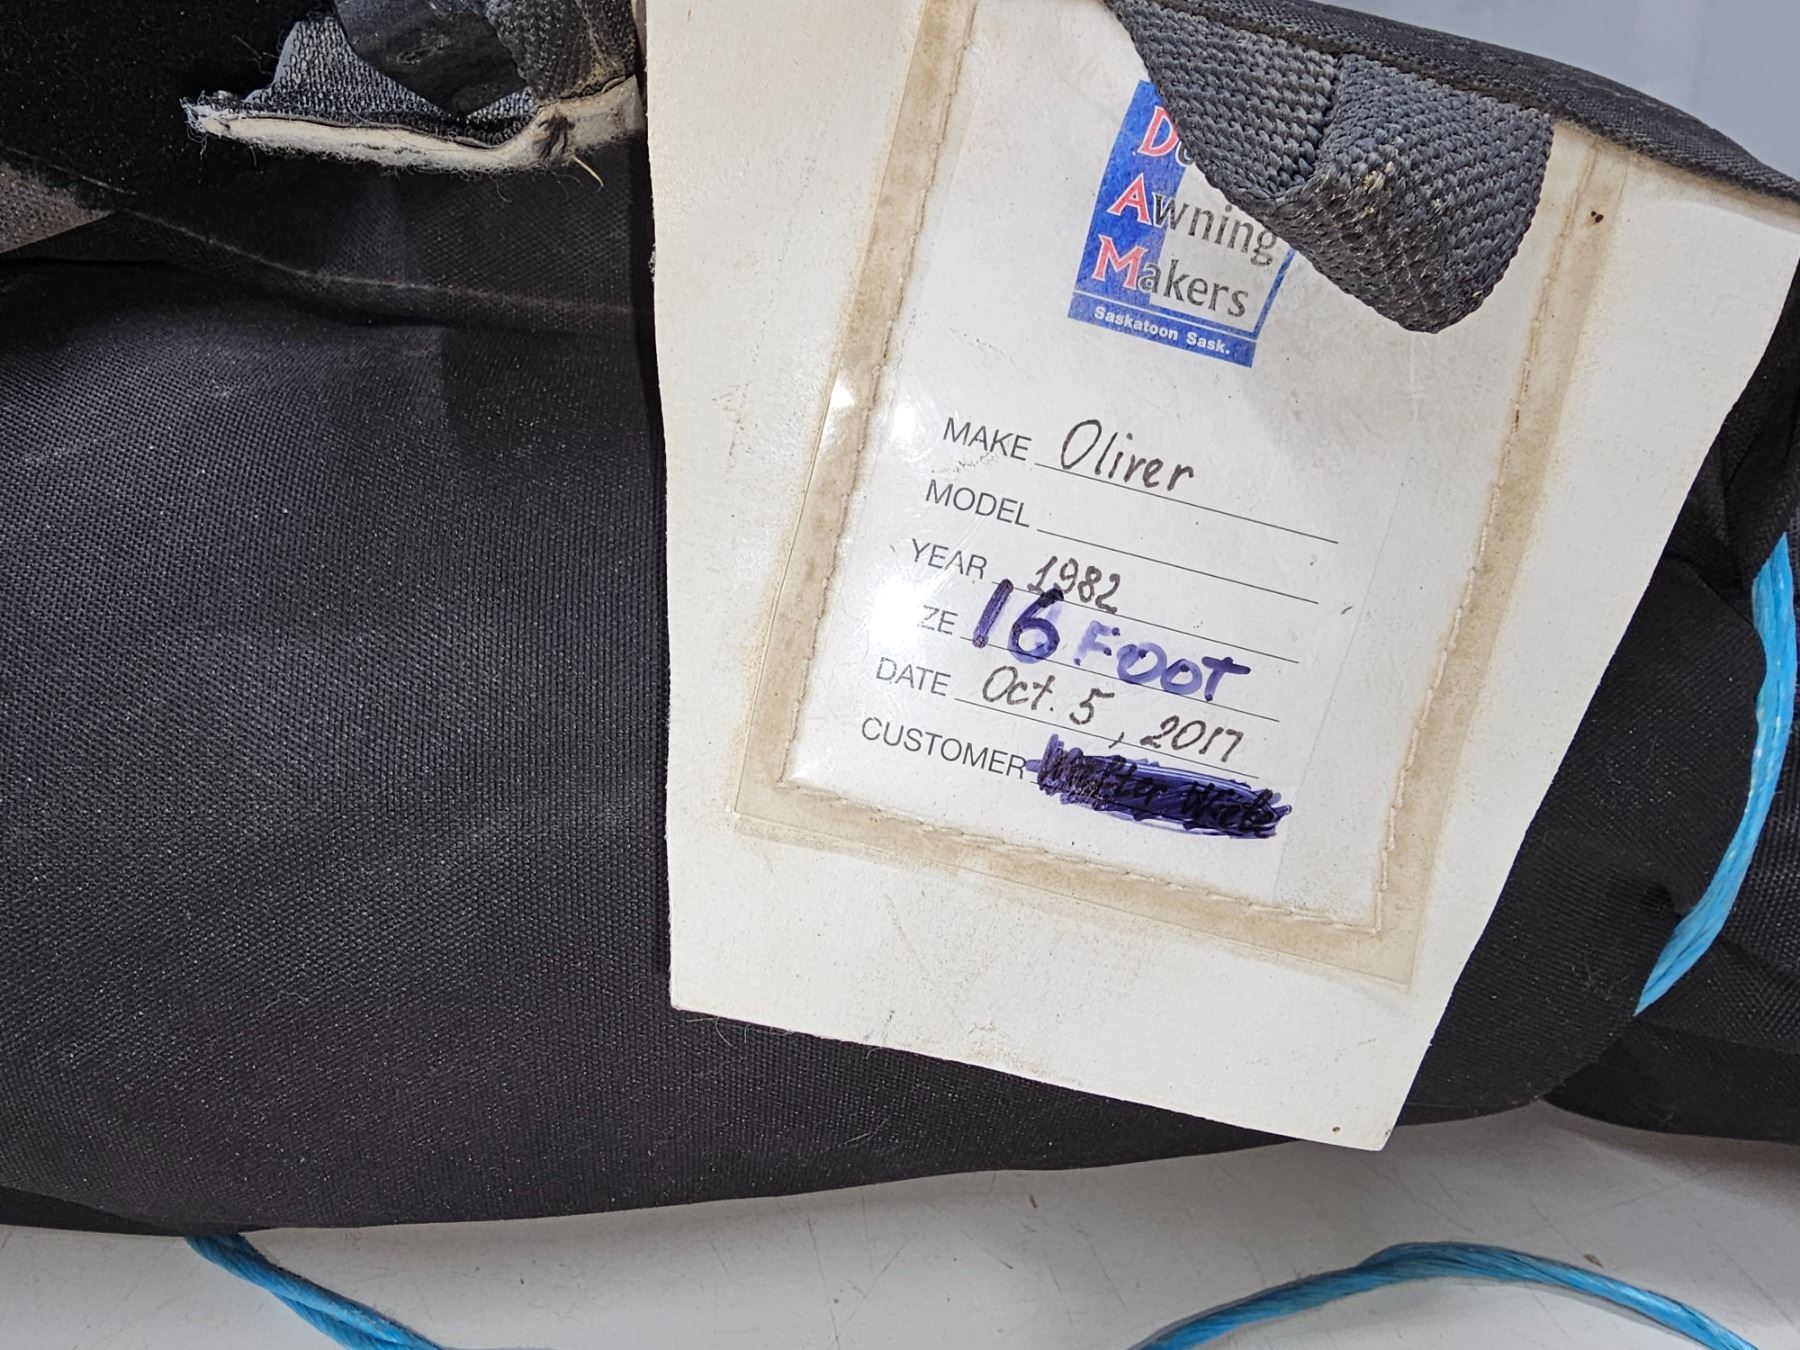 D
Awning
Makers
Saskatoon Sask.
MAKE Oliver
MODEL
YEAR 1982
ZE 16 FOOT
DATE Oct. 5, 2017
CUSTOMER